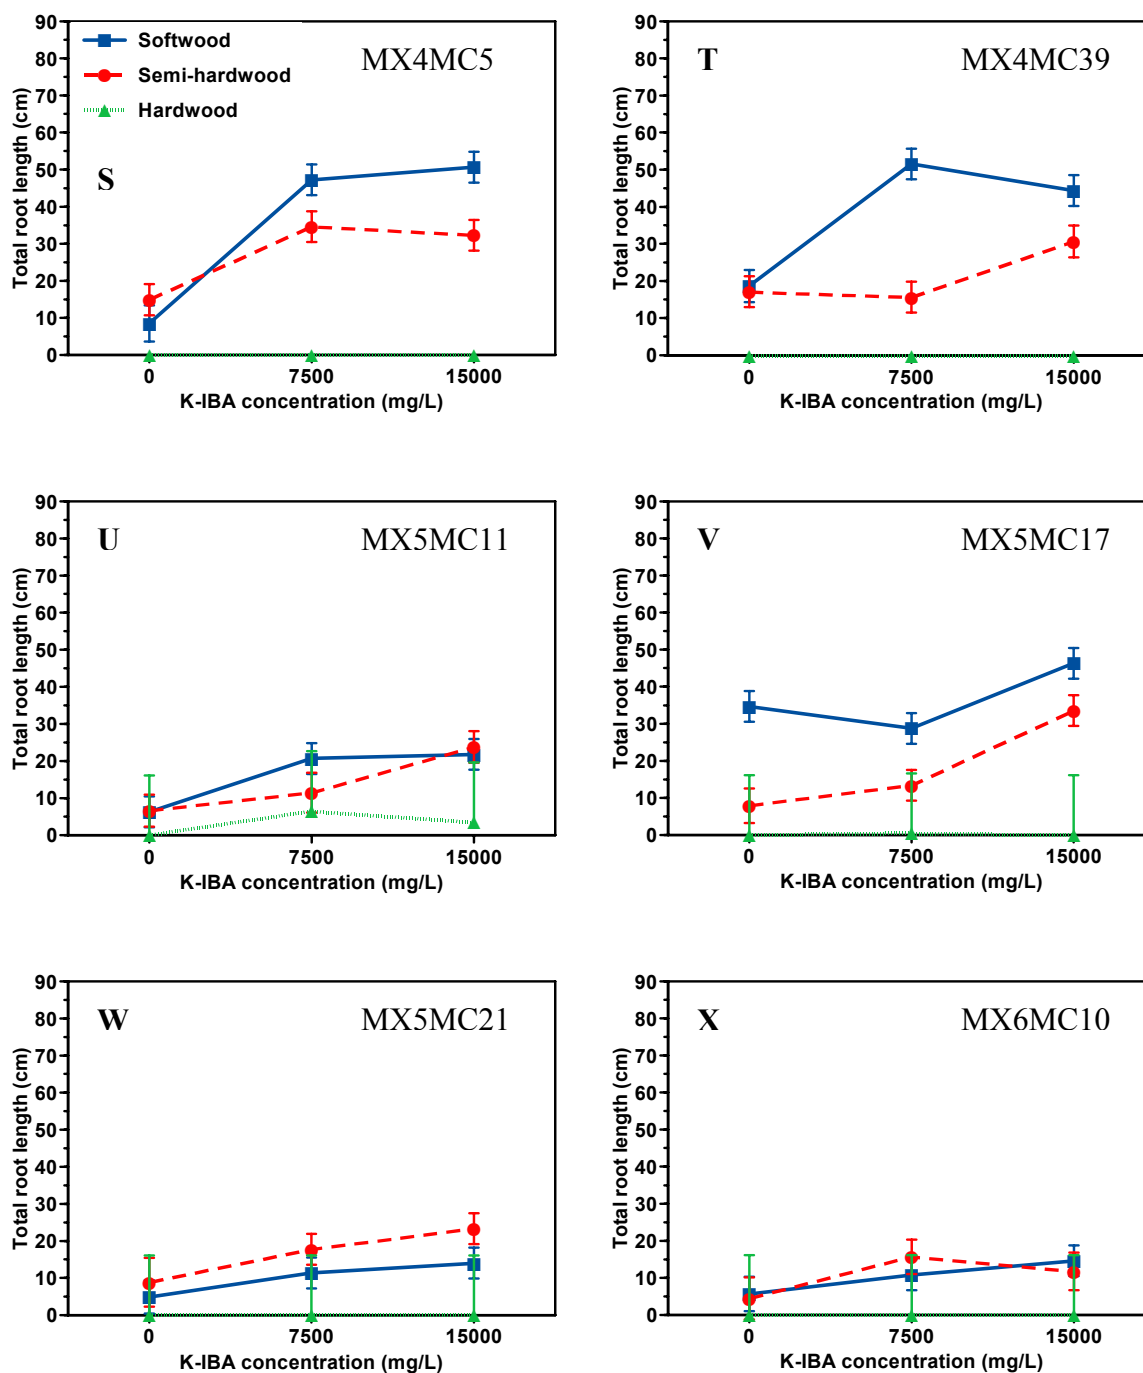 Softwood
Semi-hardwood
Hardwood
S
MX4MC5
Total root length (cm)
90
80
70
60
50
40
30
20
10
0
0 7500 15000
K-IBA concentration (mg/L)
T
MX4MC39
Total root length (cm)
90
80
70
60
50
40
30
20
10
0
0 7500 15000
K-IBA concentration (mg/L)
U
MX5MC11
Total root length (cm)
90
80
70
60
50
40
30
20
10
0
0 7500 15000
K-IBA concentration (mg/L)
V
MX5MC17
Total root length (cm)
90
80
70
60
50
40
30
20
10
0
0 7500 15000
K-IBA concentration (mg/L)
W
MX5MC21
Total root length (cm)
90
80
70
60
50
40
30
20
10
0
0 7500 15000
K-IBA concentration (mg/L)
X
MX6MC10
Total root length (cm)
90
80
70
60
50
40
30
20
10
0
0 7500 15000
K-IBA concentration (mg/L)